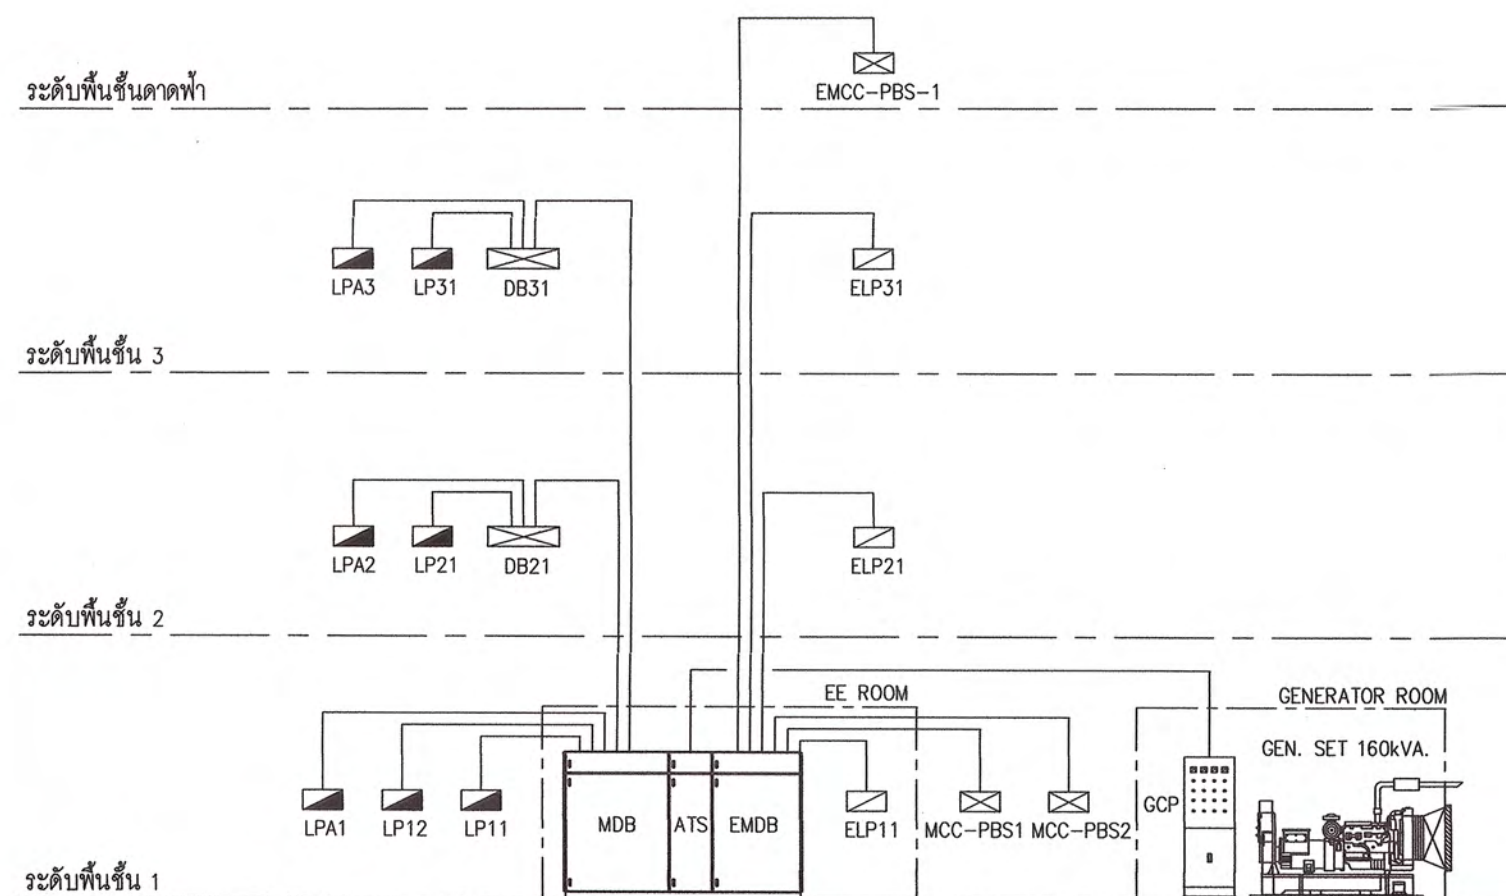 EMCC-PBS-1
ระดับพื้นชั้นดาดฟ้า
LPA3 LP31 DB31 ELP31
ระดับพื้นชั้น 3
LPA2 LP21 DB21 ELP21
ระดับพื้นชั้น 2
EE ROOM GENERATOR ROOM
GEN. SET 160kVA.
GCP
MDB ATS EMDB
LPA1 LP12 LP11 ELP11 MCC-PBS1 MCC-PBS2
ระดับพื้นชั้น 1